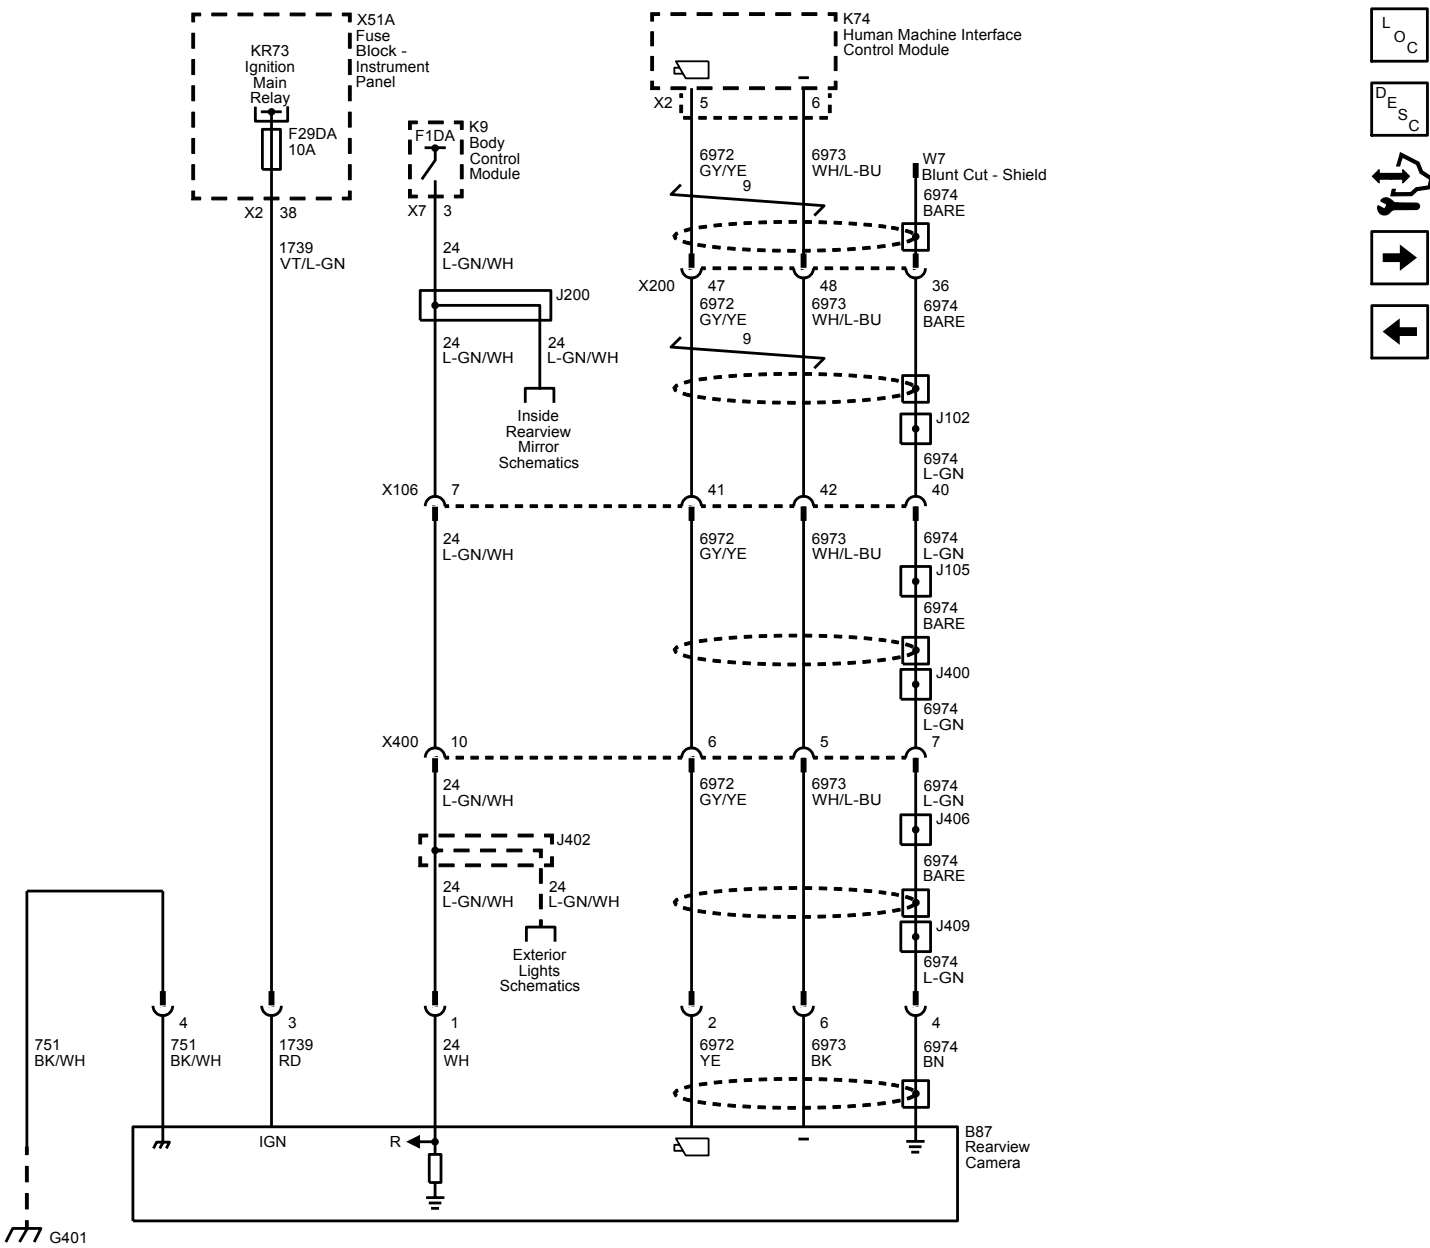 X51A
Fuse
Block -
Instrument
Panel
KR73
Ignition
Main
Relay
F29DA
10A
X2 38
1739
VT/L-GN
F1DA
K9
Body
Control
Module
X7 3
24
L-GN/WH
J200
24
L-GN/WH
24
L-GN/WH
Inside
Rearview
Mirror
Schematics
K74
Human Machine Interface
Control Module
X2 5 6
6972
GY/YE
6973
WH/L-BU
W7
Blunt Cut - Shield
6974
BARE
9
X200 47 48 36
6972
GY/YE
6973
WH/L-BU
6974
BARE
9
J102
6974
L-GN
X106 7 41 42 40
24
L-GN/WH
6972
GY/YE
6973
WH/L-BU
6974
L-GN
J105
6974
BARE
J400
6974
L-GN
X400 10 6 5 7
24
L-GN/WH
6972
GY/YE
6973
WH/L-BU
6974
L-GN
J406
J402
6974
BARE
24
L-GN/WH
24
L-GN/WH
J409
6974
L-GN
Exterior
Lights
Schematics
4 3 1 2 6 4
751
BK/WH
751
BK/WH
1739
RD
24
WH
6972
YE
6973
BK
6974
BN
IGN
R
B87
Rearview
Camera
G401
LOC
DESC